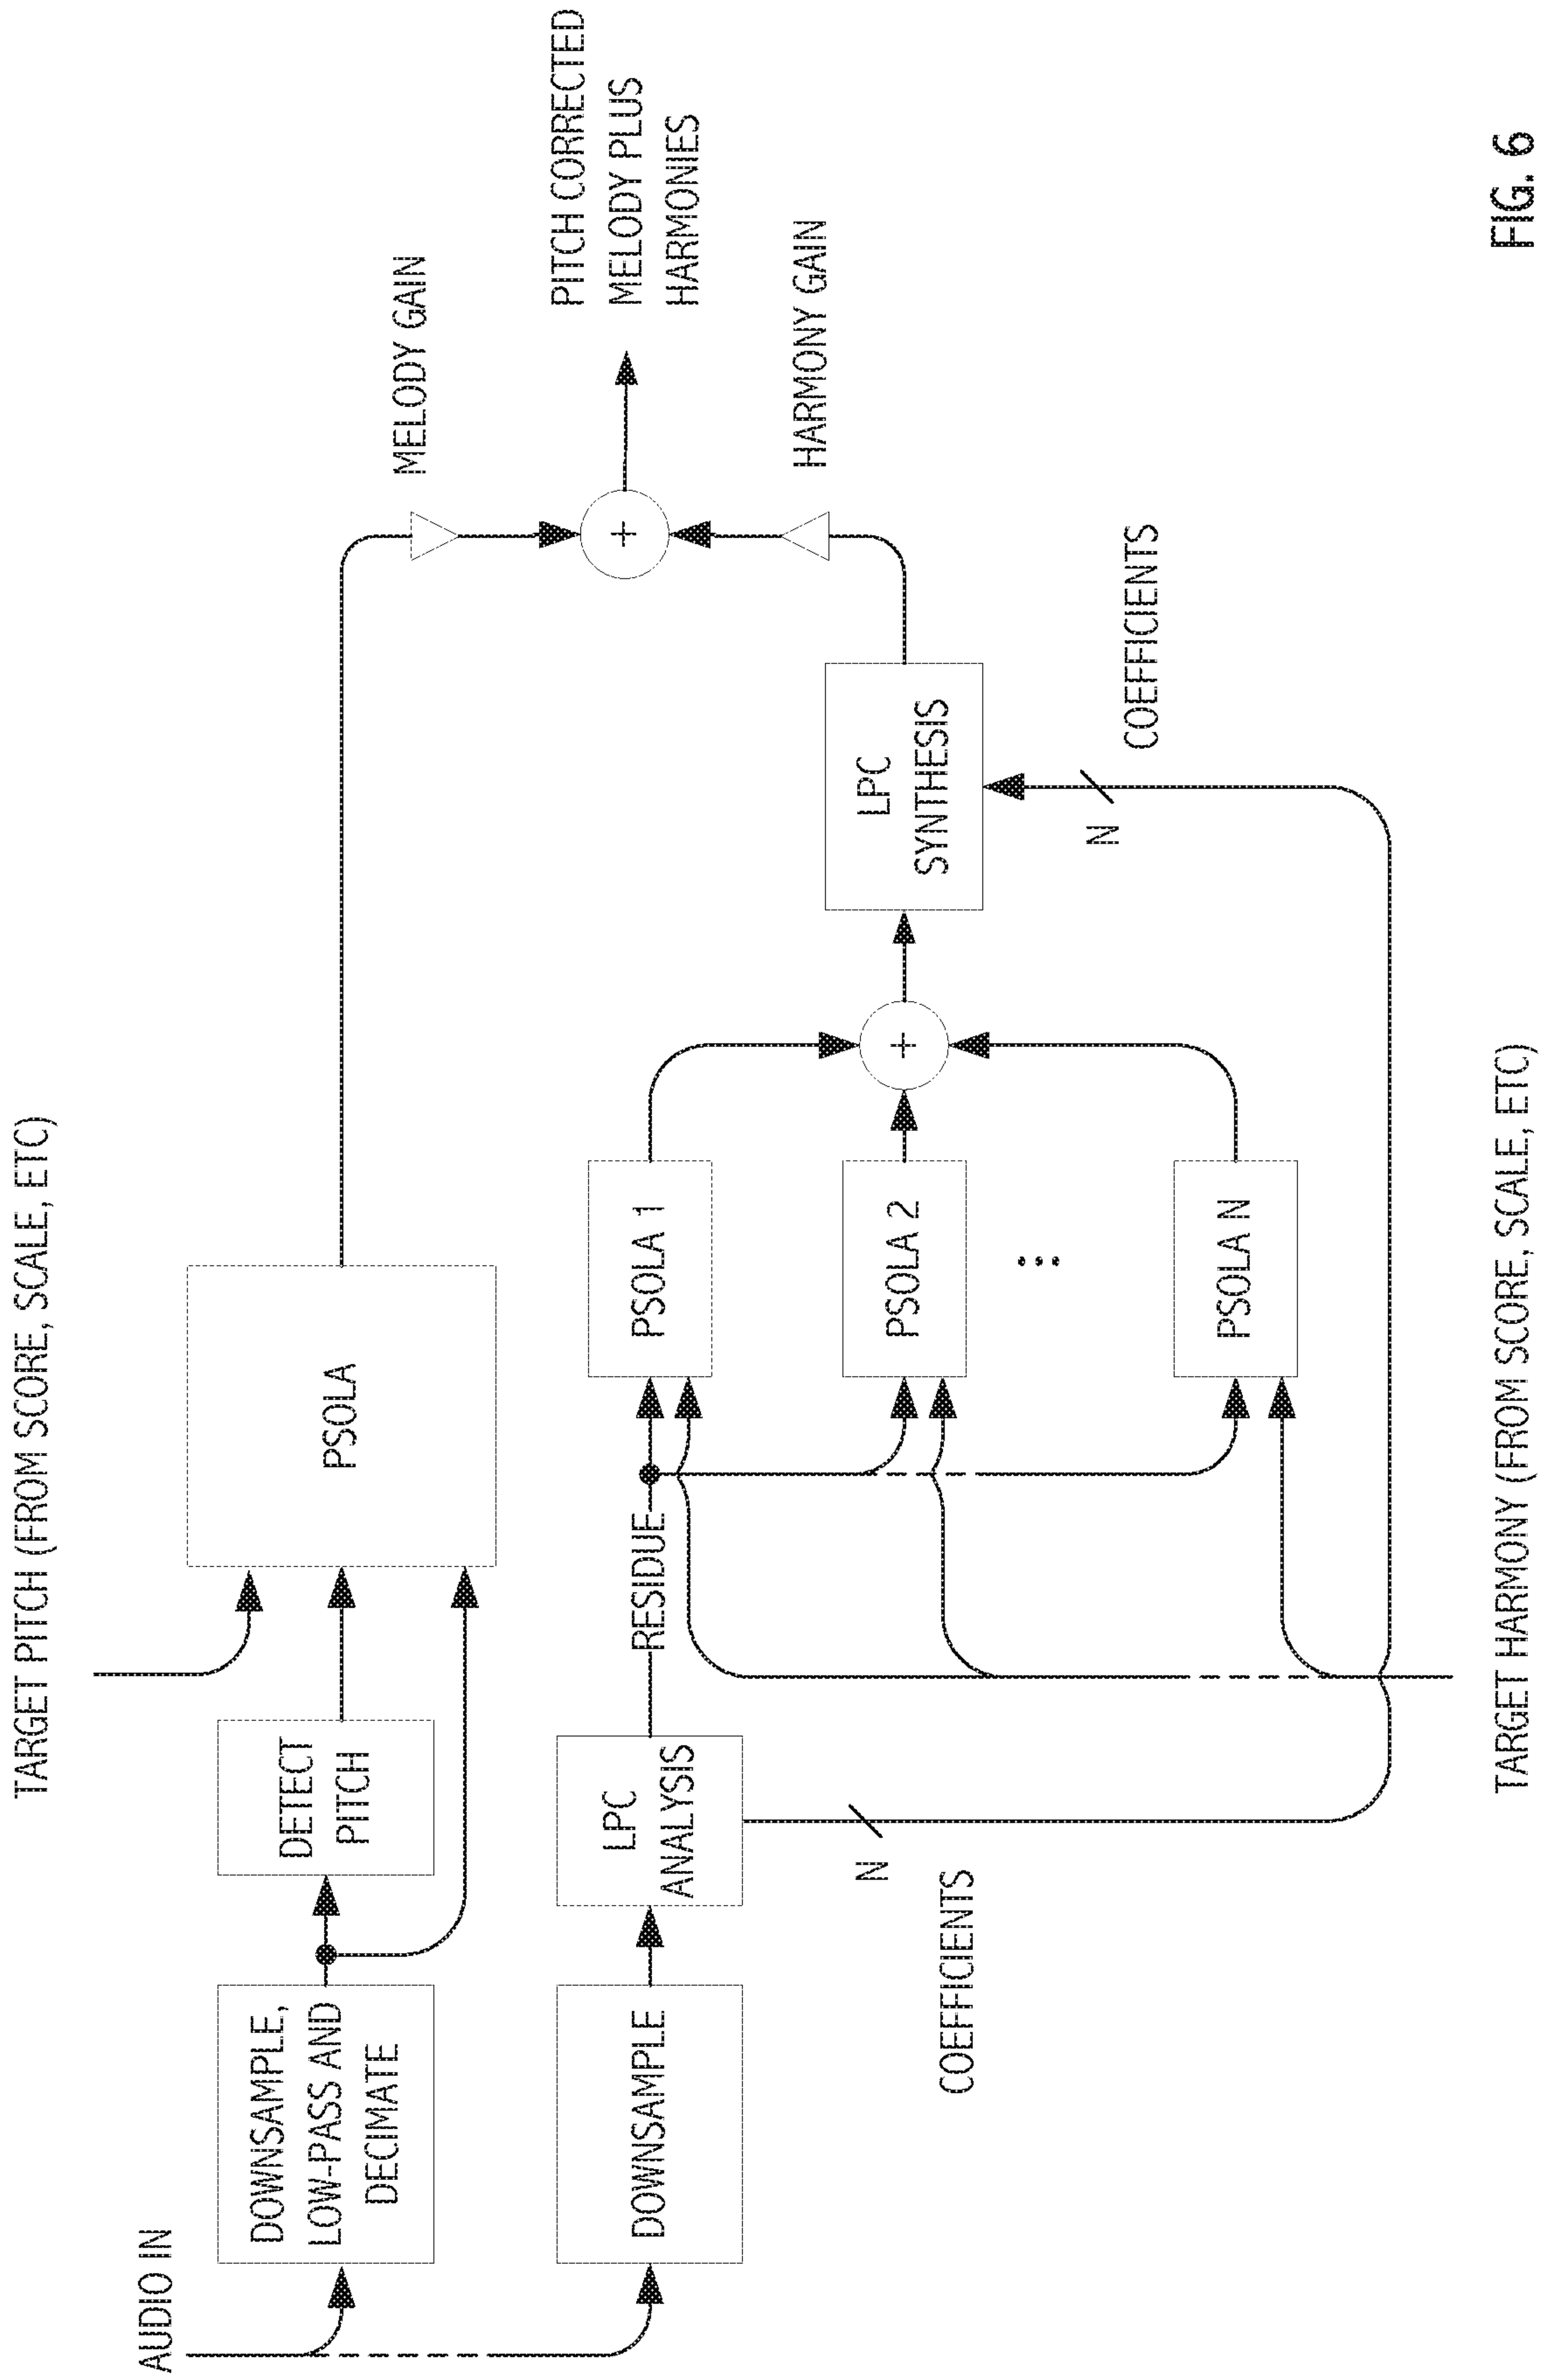 TARGET PITCH (FROM SCORE, SCALE, ETC)
AUDIO IN
DOWNSAMPLE,
LOW-PASS AND
DECIMATE
DETECT
PITCH
PSOLA
MELODY GAIN
PITCH CORRECTED
MELODY PLUS
HARMONIES
HARMONY GAIN
DOWNSAMPLE
LPC
ANALYSIS
RESIDUE
PSOLA 1
PSOLA 2
...
PSOLA N
+
+
LPC
SYNTHESIS
N
COEFFICIENTS
N
COEFFICIENTS
TARGET HARMONY (FROM SCORE, SCALE, ETC)
FIG. 6